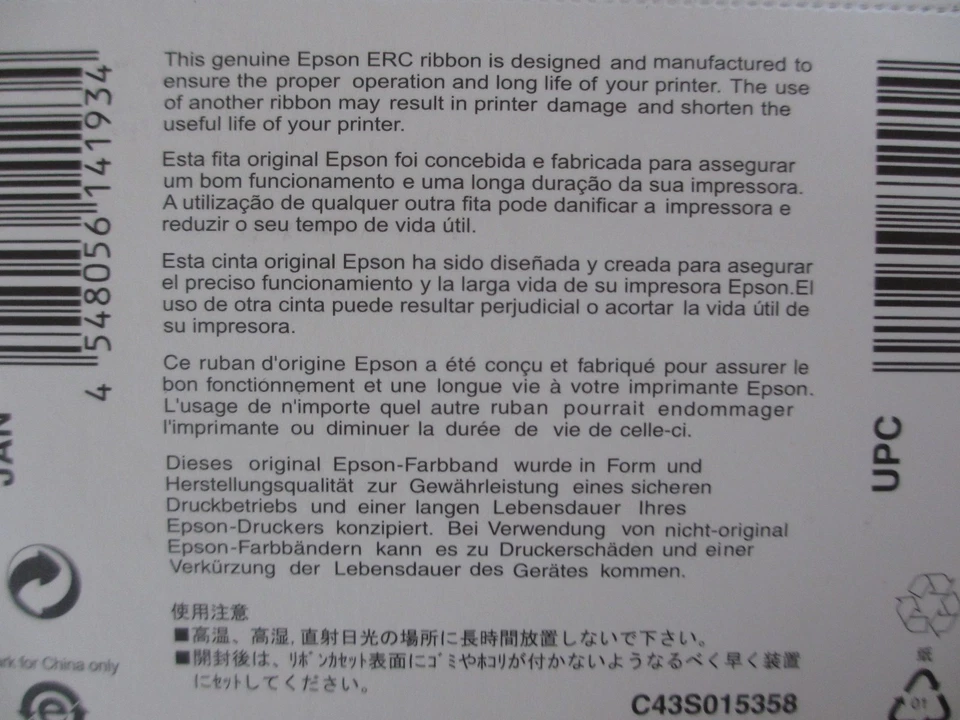 This genuine Epson ERC ribbon is designed and manufactured to
ensure the proper operation and long life of your printer. The use
of another ribbon may result in printer damage and shorten the
useful life of your printer.
Esta fita original Epson foi concebida e fabricada para assegurar
um bom funcionamento e uma longa duração da sua impressora.
A utilização de qualquer outra fita pode danificar a impressora e
reduzir o seu tempo de vida útil.
Esta cinta original Epson ha sido diseñada y creada para asegurar
el preciso funcionamiento y la larga vida de su impresora Epson.El
uso de otra cinta puede resultar perjudicial o acortar la vida útil de
su impresora.
Ce ruban d'origine Epson a été conçu et fabriqué pour assurer le
bon fonctionnement et une longue vie à votre imprimante Epson.
L'usage de n'importe quel autre ruban pourrait endommager
l'imprimante ou diminuer la durée de vie de celle-ci.
Dieses original Epson-Farbband wurde in Form und
Herstellungsqualität zur Gewährleistung eines sicheren
Druckbetriebs und einer langen Lebensdauer Ihres
Epson-Druckers konzipiert. Bei Verwendung von nicht-original
Epson-Farbbändern kann es zu Druckerschäden und einer
Verkürzung der Lebensdauer des Gerätes kommen.
使用注意
■高温、高湿,直射日光の場所に長時間放置しないで下さい。
■開封後は、ﾘﾎﾞﾝｶｾｯﾄ表面にｺﾞﾐやﾎｺﾘが付かないようなるべく早く装置
にｾｯﾄしてください。
C43S015358
4548056141934
JAN
UPC
for China only
紙
01